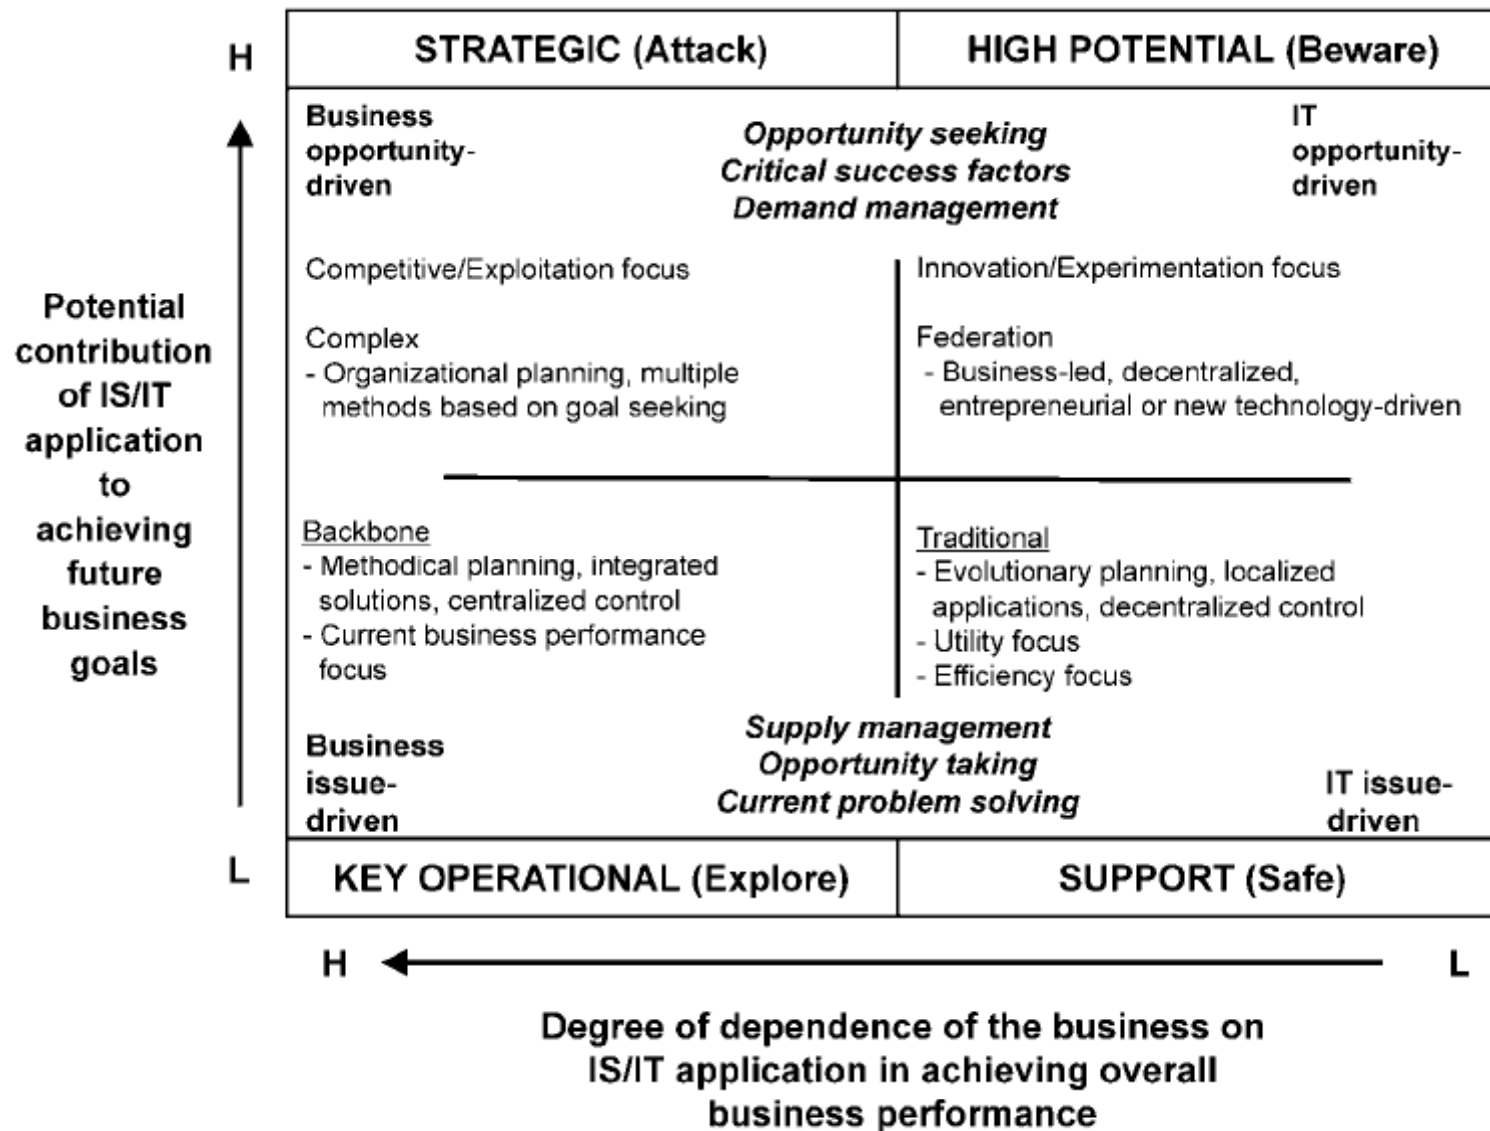 H
STRATEGIC (Attack)
HIGH POTENTIAL (Beware)
Business
opportunity-
driven
Opportunity seeking
Critical success factors
Demand management
IT
opportunity-
driven
Competitive/Exploitation focus
Complex
- Organizational planning, multiple
methods based on goal seeking
Innovation/Experimentation focus
Federation
- Business-led, decentralized,
entrepreneurial or new technology-driven
Potential
contribution
of IS/IT
application
to
achieving
future
business
goals
Backbone
- Methodical planning, integrated
solutions, centralized control
- Current business performance
focus
Traditional
- Evolutionary planning, localized
applications, decentralized control
- Utility focus
- Efficiency focus
Business
issue-
driven
Supply management
Opportunity taking
Current problem solving
IT issue-
driven
L
KEY OPERATIONAL (Explore)
SUPPORT (Safe)
H
L
Degree of dependence of the business on
IS/IT application in achieving overall
business performance